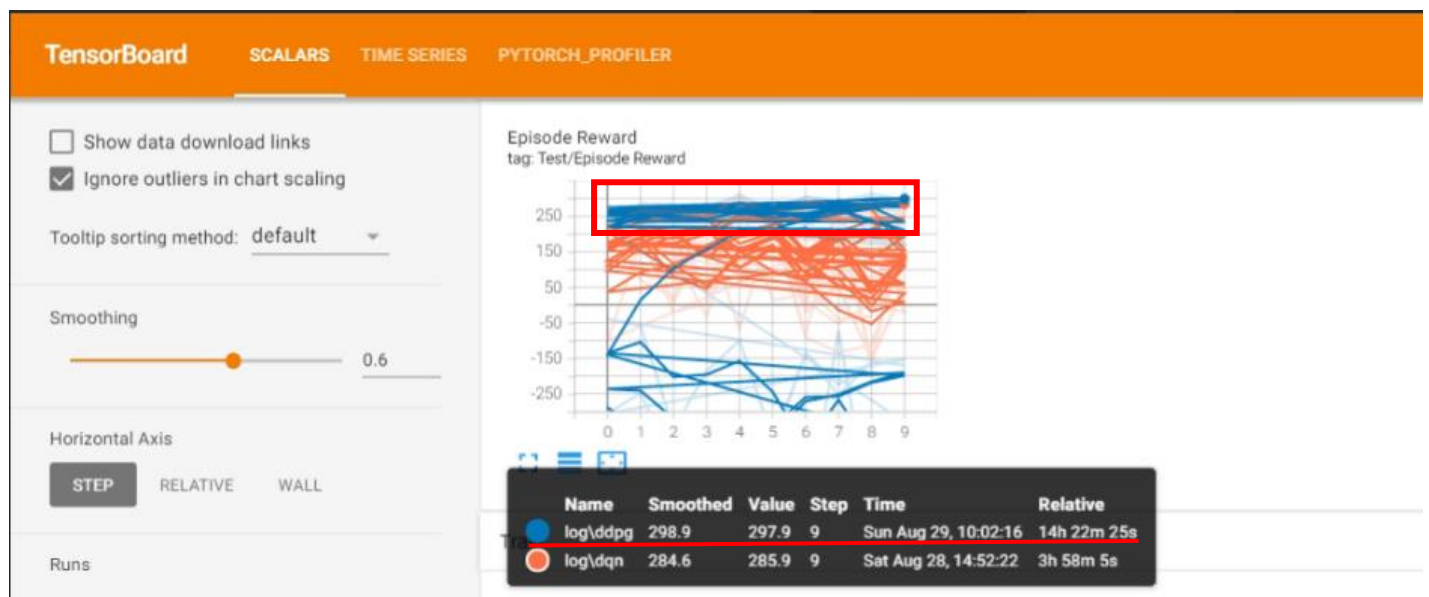 TensorBoard SCALARS TIME SERIES PYTORCH_PROFILER
Show data download links
Ignore outliers in chart scaling
Tooltip sorting method: default
Smoothing
0.6
Horizontal Axis
STEP RELATIVE WALL
Runs
Episode Reward
tag: Test/Episode Reward
250
150
50
-50
-150
-250
0 1 2 3 4 5 6 7 8 9
Tra
Name Smoothed Value Step Time Relative
log\ddpg 298.9 297.9 9 Sun Aug 29, 10:02:16 14h 22m 25s
log\dqn 284.6 285.9 9 Sat Aug 28, 14:52:22 3h 58m 5s